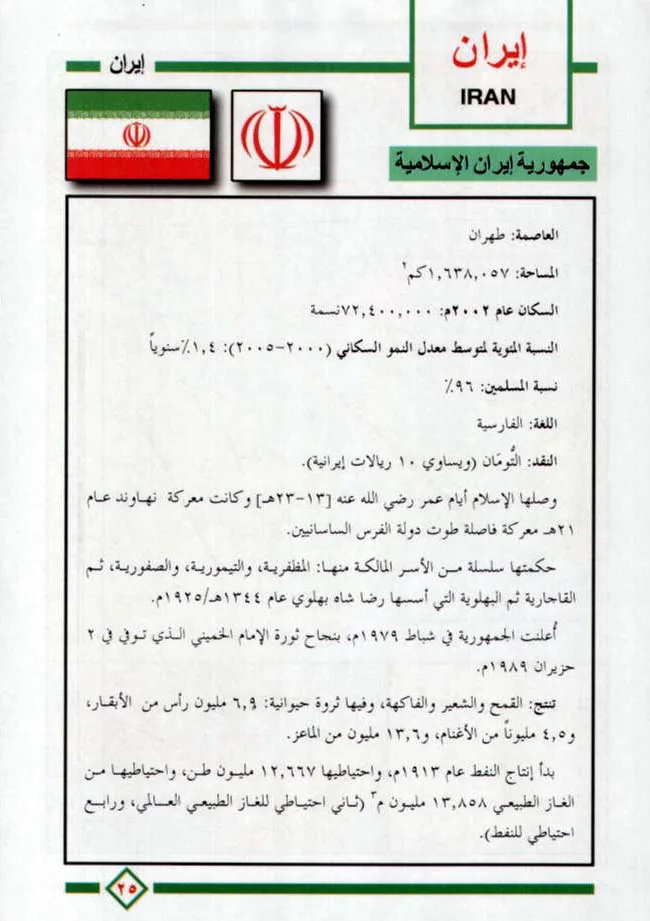 إيران
IRAN
إيران
جمهورية إيران الإسلامية
العاصمة: طهران
المساحة: ١,٦٣٨,٠٥٧كم٢
السكان عام ٢٠٠٢م: ٧٢,٤٠٠,٠٠٠نسمة
النسبة المئوية لمتوسط معدل النمو السكاني (٢٠٠٠-٢٠٠٥): ١,٤٪سنوياً
نسبة المسلمين: ٩٦٪
اللغة: الفارسية
النقد: التُّومَان (ويساوي ١٠ ريالات إيرانية).
وصلها الإسلام أيام عمر رضي الله عنه [١٣-٢٣هـ] وكانت معركة نهاوند عام
٢١هـ معركة فاصلة طوت دولة الفرس الساسانيين.
حكمتها سلسلة من الأسر المالكة منها: المظفرية، والتيمورية، والصفورية، ثم
القاجارية ثم البهلوية التي أسسها رضا شاه بهلوي عام ١٣٤٤هـ/١٩٢٥م.
أُعلنت الجمهورية في شباط ١٩٧٩م، بنجاح ثورة الإمام الخميني الذي توفي في ٢
حزيران ١٩٨٩م.
تنتج: القمح والشعير والفاكهة، وفيها ثروة حيوانية: ٦,٩ مليون رأس من الأبقار،
و٤,٥ مليوناً من الأغنام، و١٣,٦ مليون من الماعز.
بدأ إنتاج النفط عام ١٩١٣م، واحتياطيها ١٢,٦٦٧ مليون طن، واحتياطيها من
الغاز الطبيعي ١٣,٨٥٨ مليون م٣ (ثاني احتياطي للغاز الطبيعي العالمي، ورابع
احتياطي للنفط).
٢٥